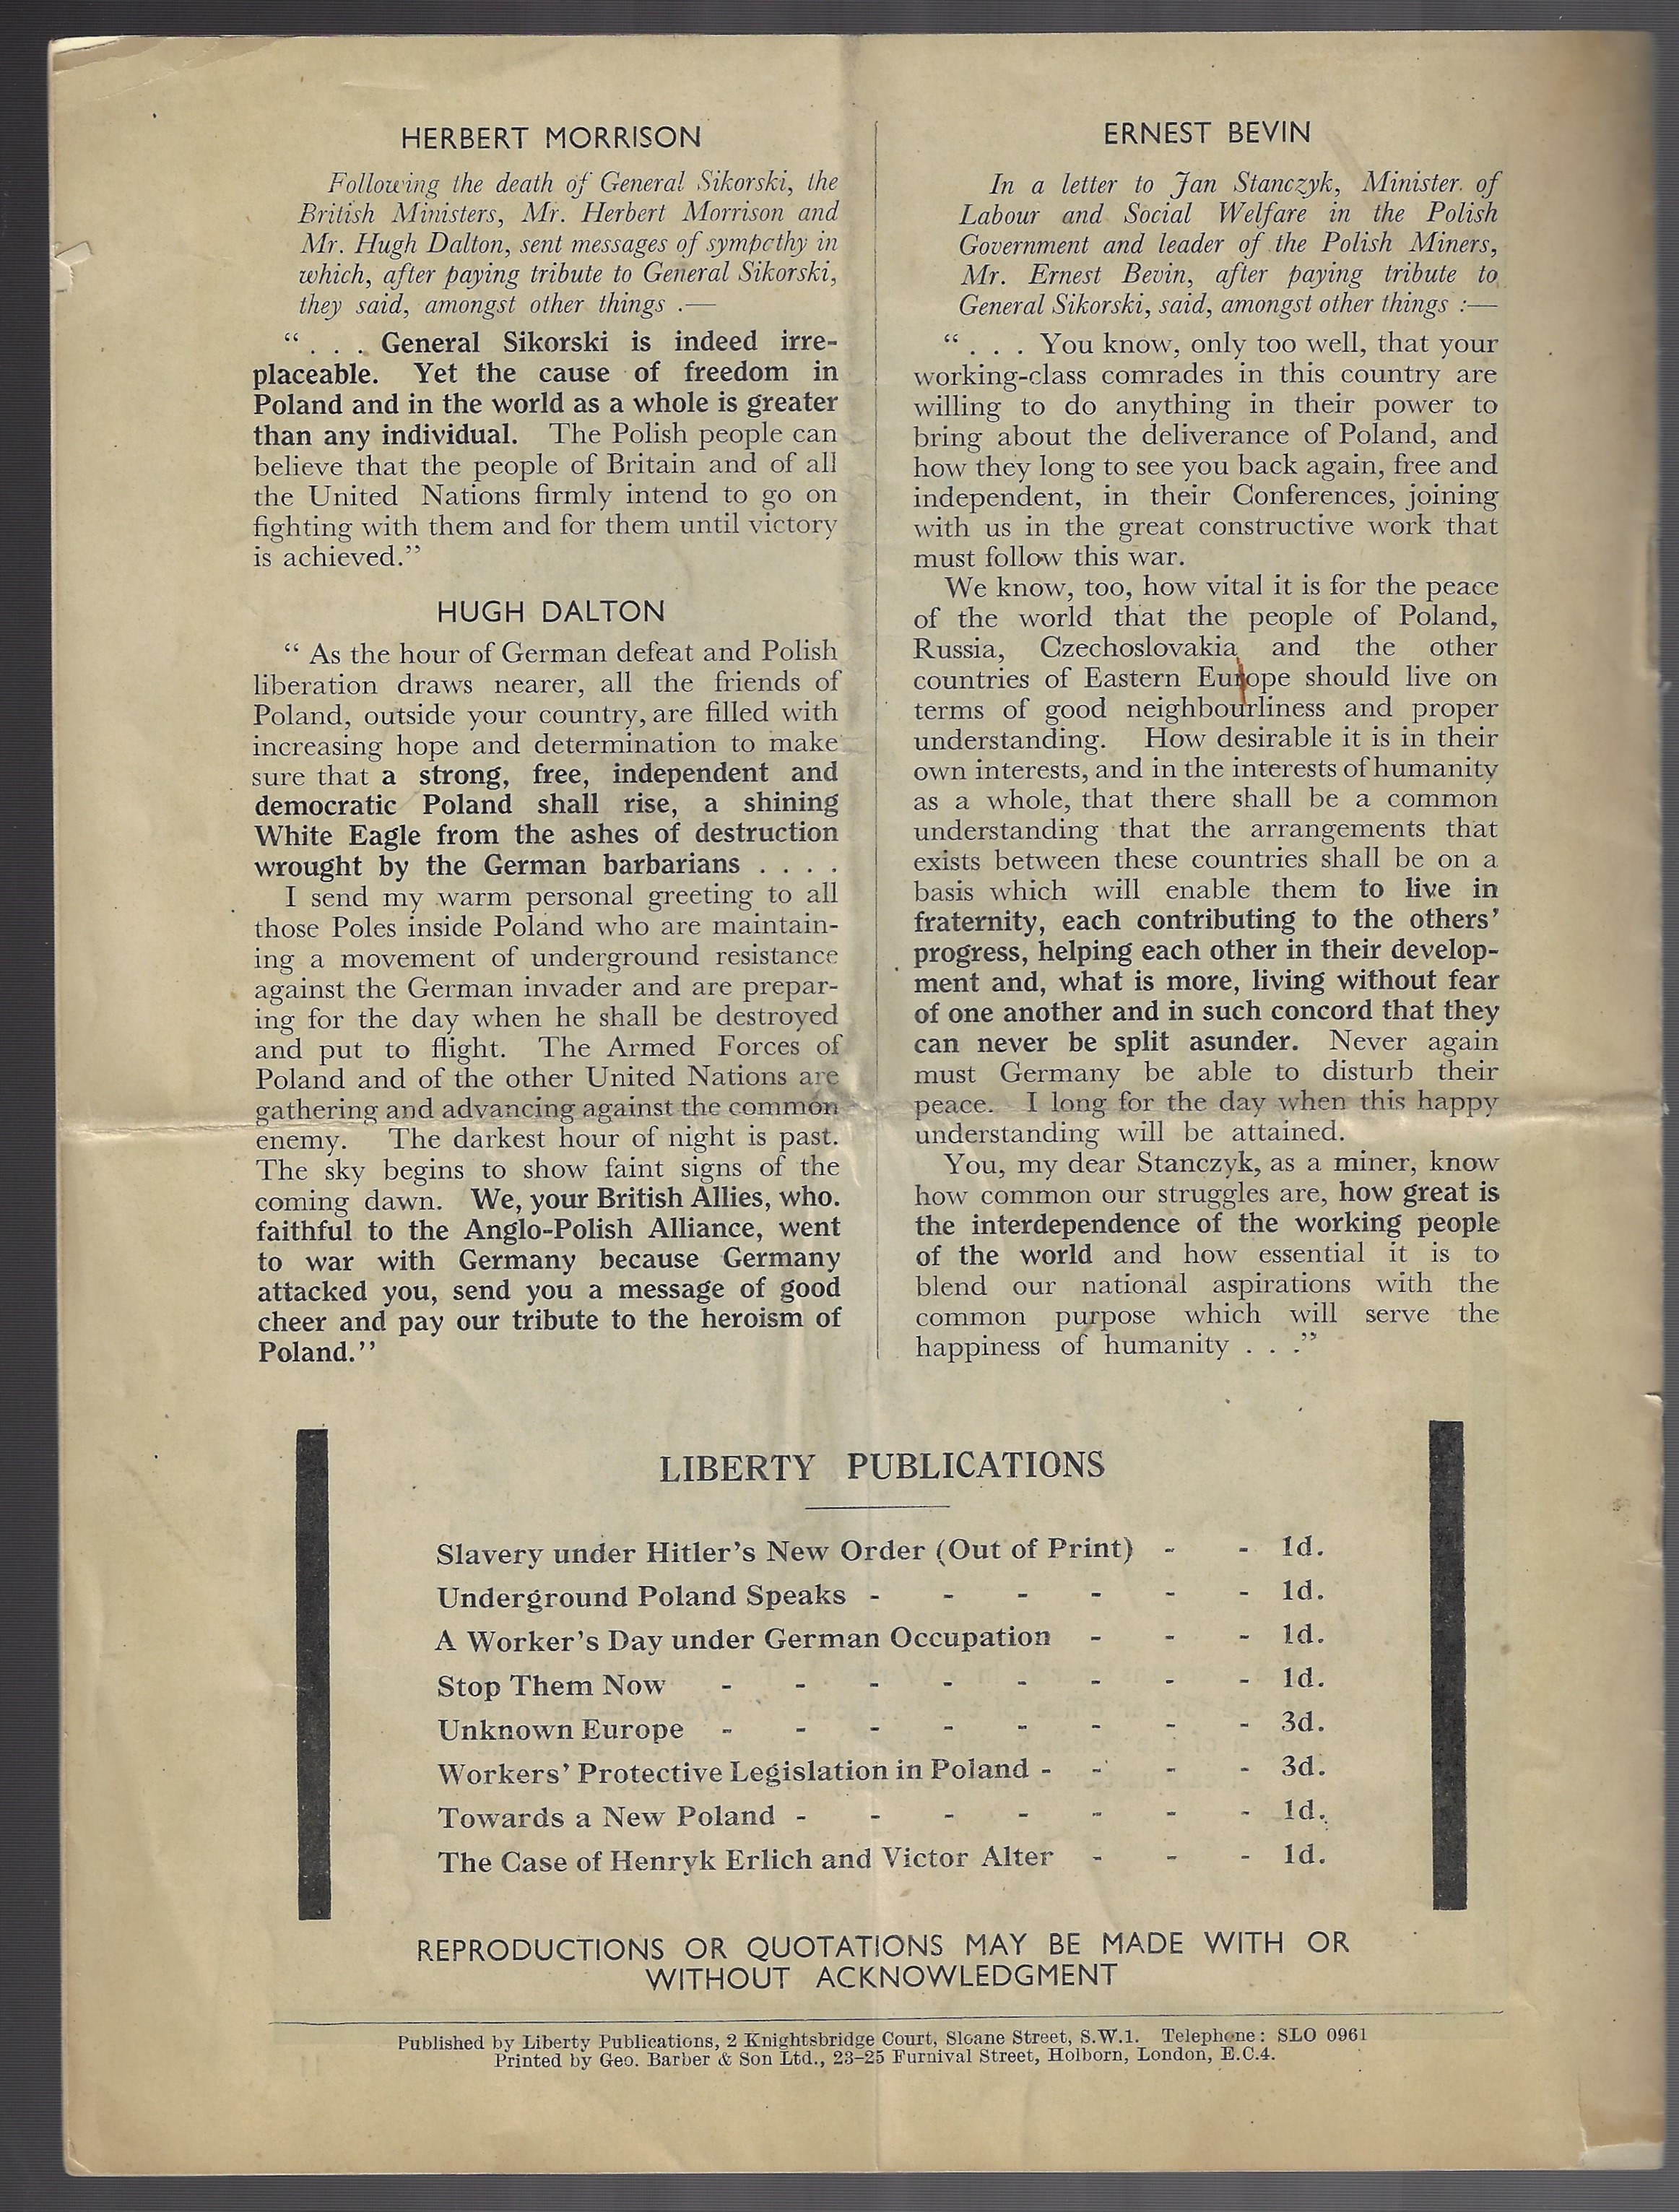 HERBERT MORRISON
Following the death of General Sikorski, the
British Ministers, Mr. Herbert Morrison and
Mr. Hugh Dalton, sent messages of sympathy in
which, after paying tribute to General Sikorski,
they said, amongst other things .—
“ . . . General Sikorski is indeed irre-
placeable. Yet the cause of freedom in
Poland and in the world as a whole is greater
than any individual. The Polish people can
believe that the people of Britain and of all
the United Nations firmly intend to go on
fighting with them and for them until victory
is achieved.”
HUGH DALTON
“ As the hour of German defeat and Polish
liberation draws nearer, all the friends of
Poland, outside your country, are filled with
increasing hope and determination to make
sure that a strong, free, independent and
democratic Poland shall rise, a shining
White Eagle from the ashes of destruction
wrought by the German barbarians . . . .
I send my warm personal greeting to all
those Poles inside Poland who are maintain-
ing a movement of underground resistance
against the German invader and are prepar-
ing for the day when he shall be destroyed
and put to flight. The Armed Forces of
Poland and of the other United Nations are
gathering and advancing against the common
enemy. The darkest hour of night is past.
The sky begins to show faint signs of the
coming dawn. We, your British Allies, who.
faithful to the Anglo-Polish Alliance, went
to war with Germany because Germany
attacked you, send you a message of good
cheer and pay our tribute to the heroism of
Poland.”
ERNEST BEVIN
In a letter to Jan Stanczyk, Minister of
Labour and Social Welfare in the Polish
Government and leader of the Polish Miners,
Mr. Ernest Bevin, after paying tribute to
General Sikorski, said, amongst other things :—
“ . . . You know, only too well, that your
working-class comrades in this country are
willing to do anything in their power to
bring about the deliverance of Poland, and
how they long to see you back again, free and
independent, in their Conferences, joining
with us in the great constructive work that
must follow this war.
We know, too, how vital it is for the peace
of the world that the people of Poland,
Russia, Czechoslovakia and the other
countries of Eastern Europe should live on
terms of good neighbourliness and proper
understanding. How desirable it is in their
own interests, and in the interests of humanity
as a whole, that there shall be a common
understanding that the arrangements that
exists between these countries shall be on a
basis which will enable them to live in
fraternity, each contributing to the others’
progress, helping each other in their develop-
ment and, what is more, living without fear
of one another and in such concord that they
can never be split asunder. Never again
must Germany be able to disturb their
peace. I long for the day when this happy
understanding will be attained.
You, my dear Stanczyk, as a miner, know
how common our struggles are, how great is
the interdependence of the working people
of the world and how essential it is to
blend our national aspirations with the
common purpose which will serve the
happiness of humanity . . .”
LIBERTY PUBLICATIONS
Slavery under Hitler’s New Order (Out of Print) - - 1d.
Underground Poland Speaks - - - - - - 1d.
A Worker’s Day under German Occupation - - - 1d.
Stop Them Now - - - - - - - - 1d.
Unknown Europe - - - - - - - - 3d.
Workers’ Protective Legislation in Poland - - - - 3d.
Towards a New Poland - - - - - - - 1d.
The Case of Henryk Erlich and Victor Alter - - - 1d.
REPRODUCTIONS OR QUOTATIONS MAY BE MADE WITH OR
WITHOUT ACKNOWLEDGMENT
Published by Liberty Publications, 2 Knightsbridge Court, Sloane Street, S.W.1. Telephone: SLO 0961
Printed by Geo. Barber & Son Ltd., 23-25 Furnival Street, Holborn, London, E.C.4.